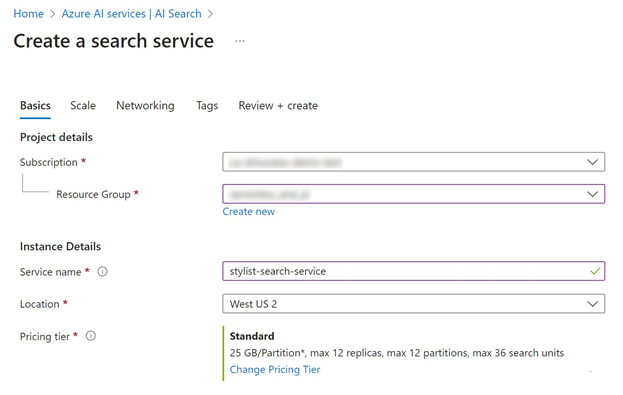 Home > Azure AI services | AI Search >
Create a search service ...
Basics Scale Networking Tags Review + create
Project details
Subscription *
Resource Group *
Create new
Instance Details
Service name * stylist-search-service
Location * West US 2
Pricing tier * Standard
25 GB/Partition*, max 12 replicas, max 12 partitions, max 36 search units
Change Pricing Tier